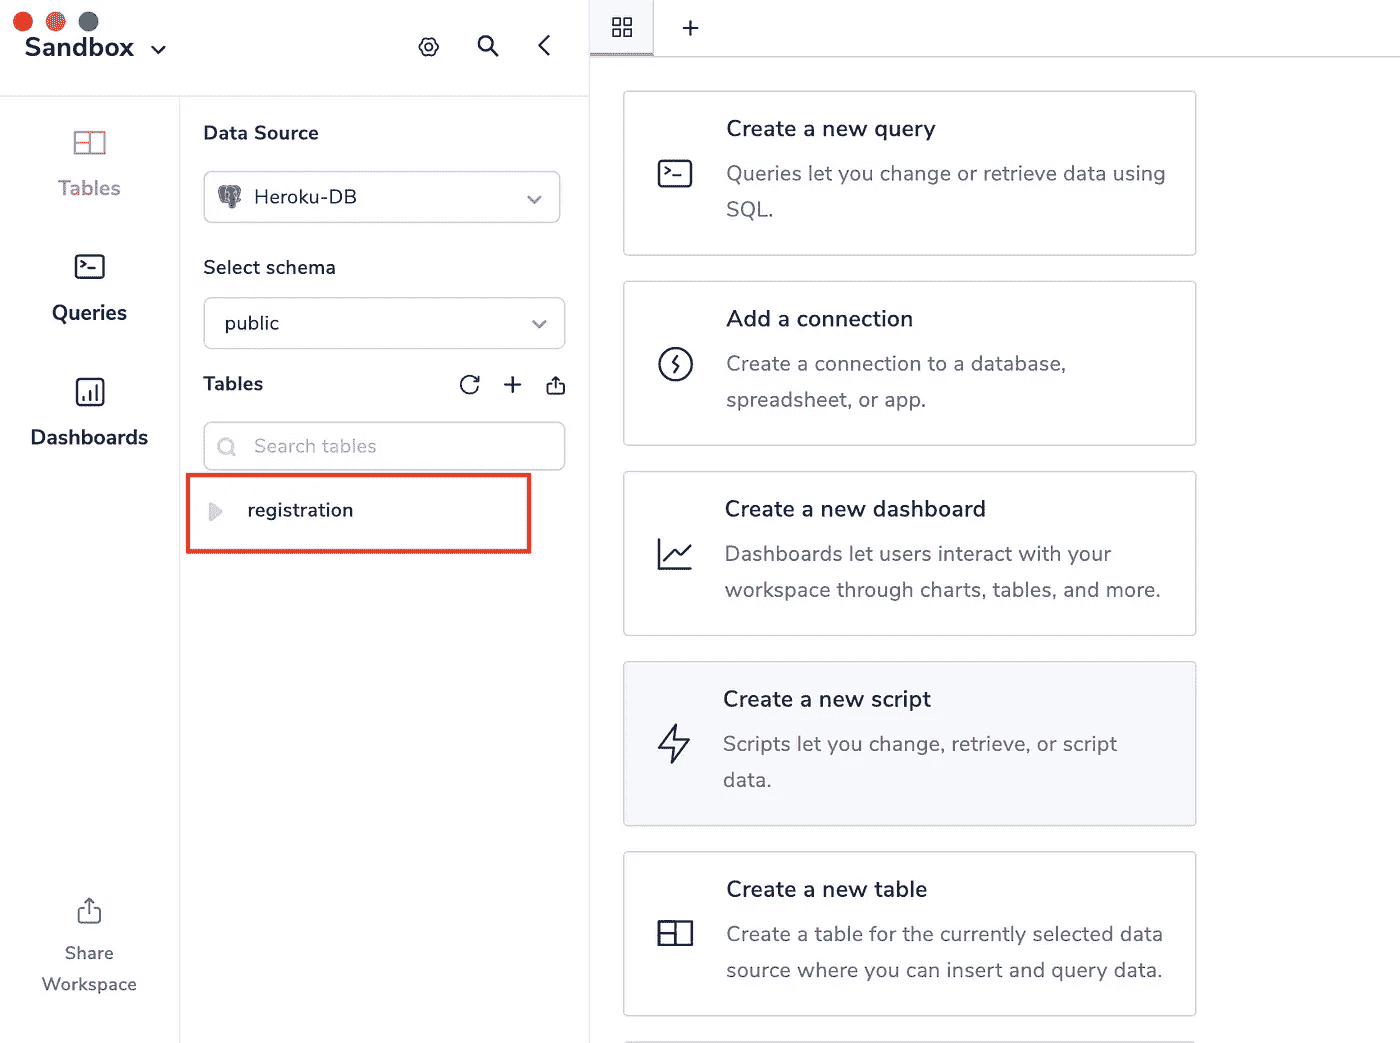 Sandbox
Tables
Queries
Dashboards
Share
Workspace
Data Source
Heroku-DB
Select schema
public
Tables
Search tables
registration
Create a new query
Queries let you change or retrieve data using
SQL.
Add a connection
Create a connection to a database,
spreadsheet, or app.
Create a new dashboard
Dashboards let users interact with your
workspace through charts, tables, and more.
Create a new script
Scripts let you change, retrieve, or script
data.
Create a new table
Create a table for the currently selected data
source where you can insert and query data.